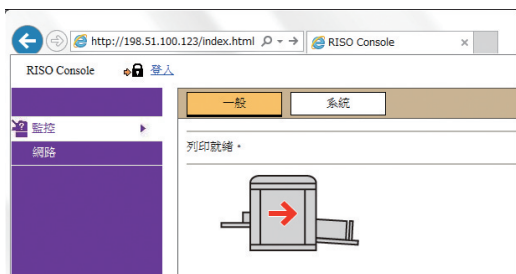 http://198.51.100.123/index.html
RISO Console
RISO Console 登入
一般 系統
監控
網路
列印就緒。